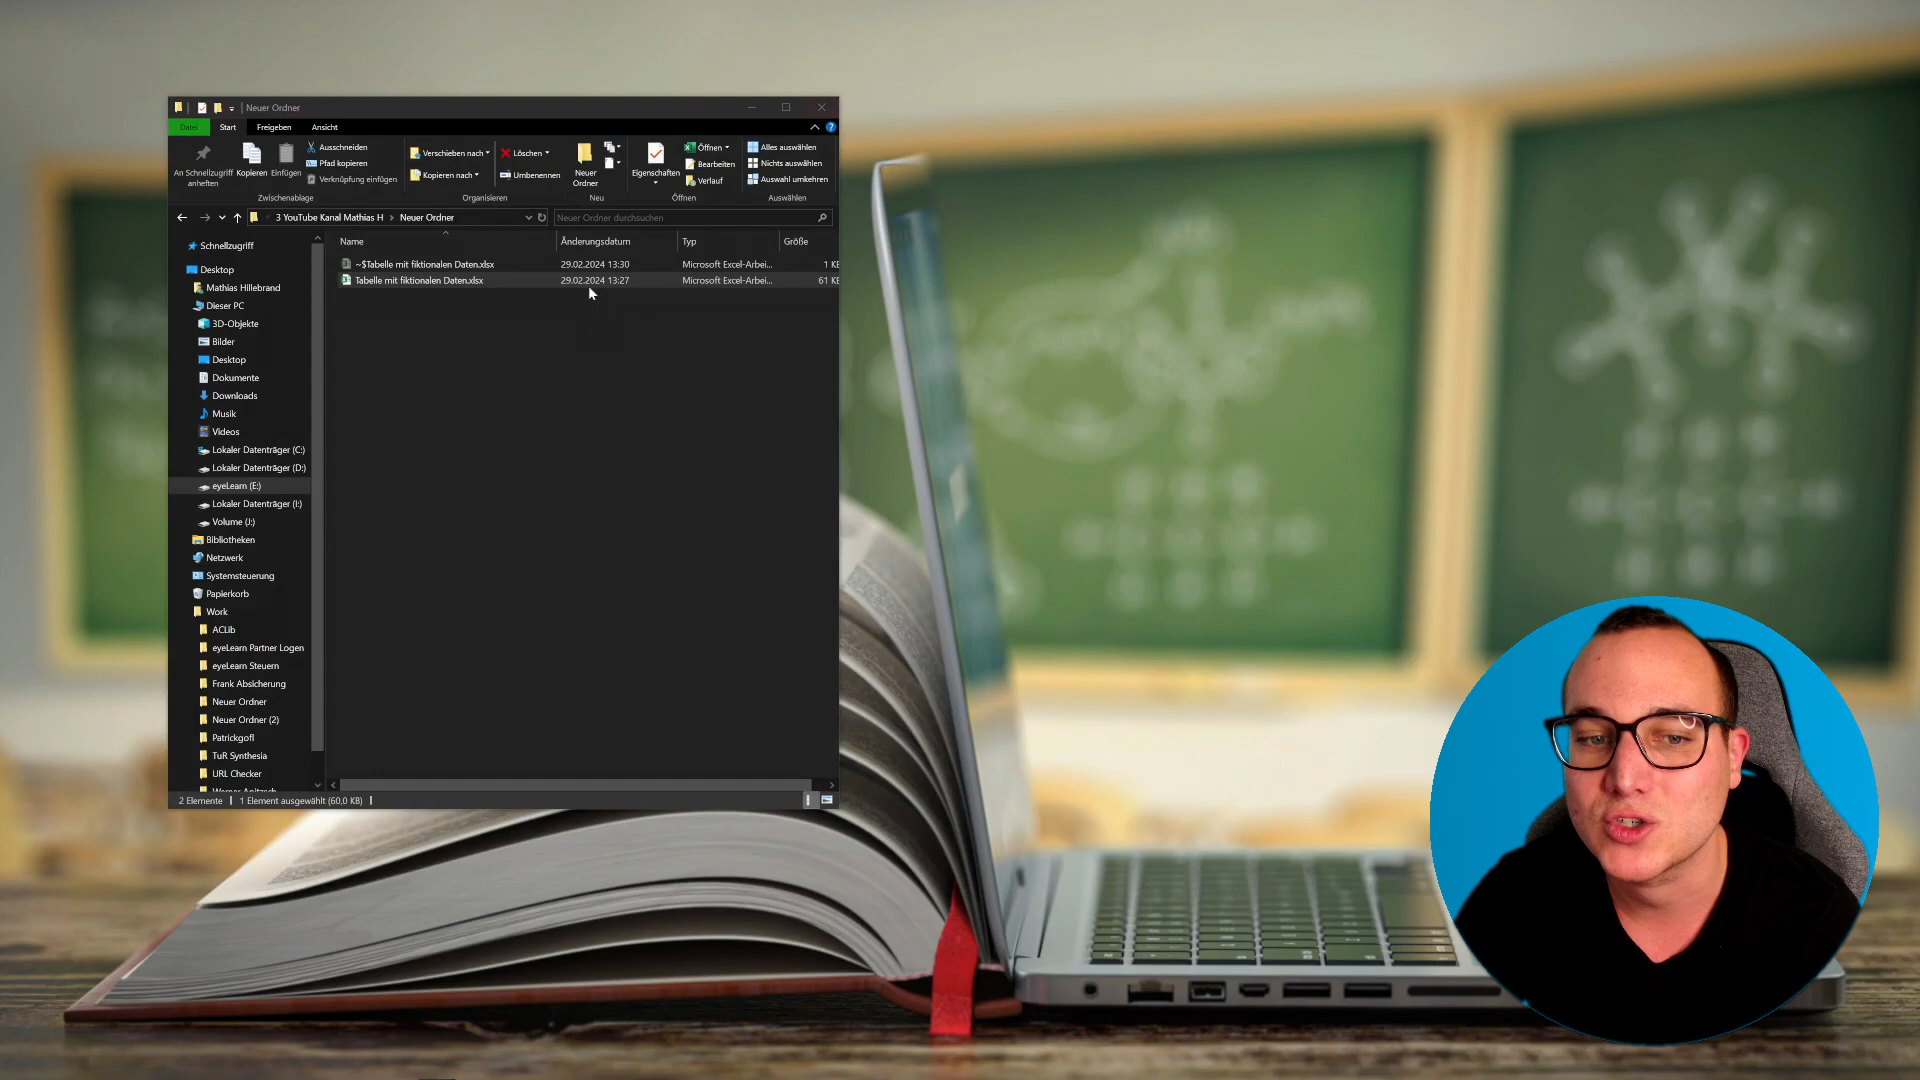 Neuer Ordner
Datei Start Freigeben Ansicht
An Schnellzugriff anheften
Kopieren
Einfügen
Ausschneiden
Pfad kopieren
Verknüpfung einfügen
Zwischenablage
Verschieben nach
Kopieren nach
Löschen
Umbenennen
Organisieren
Neuer Ordner
Neu
Eigenschaften
Öffnen
Bearbeiten
Verlauf
Öffnen
Alles auswählen
Nichts auswählen
Auswahl umkehren
Auswählen
3 YouTube Kanal Mathias H > Neuer Ordner
Neuer Ordner durchsuchen
Name Änderungsdatum Typ Größe
~$Tabelle mit fiktionalen Daten.xlsx 29.02.2024 13:30 Microsoft Excel-Arbei... 1 KB
Tabelle mit fiktionalen Daten.xlsx 29.02.2024 13:27 Microsoft Excel-Arbei... 61 KB
Schnellzugriff
Desktop
Mathias Hillebrand
Dieser PC
3D-Objekte
Bilder
Desktop
Dokumente
Downloads
Musik
Videos
Lokaler Datenträger (C:)
Lokaler Datenträger (D:)
eyeLearn (E:)
Lokaler Datenträger (I:)
Volume (J:)
Bibliotheken
Netzwerk
Systemsteuerung
Papierkorb
Work
ACLib
eyeLearn Partner Logen
eyeLearn Steuern
Frank Absicherung
Neuer Ordner
Neuer Ordner (2)
Patrickgofl
TuR Synthesia
URL Checker
2 Elemente | 1 Element ausgewählt (60,0 KB) |